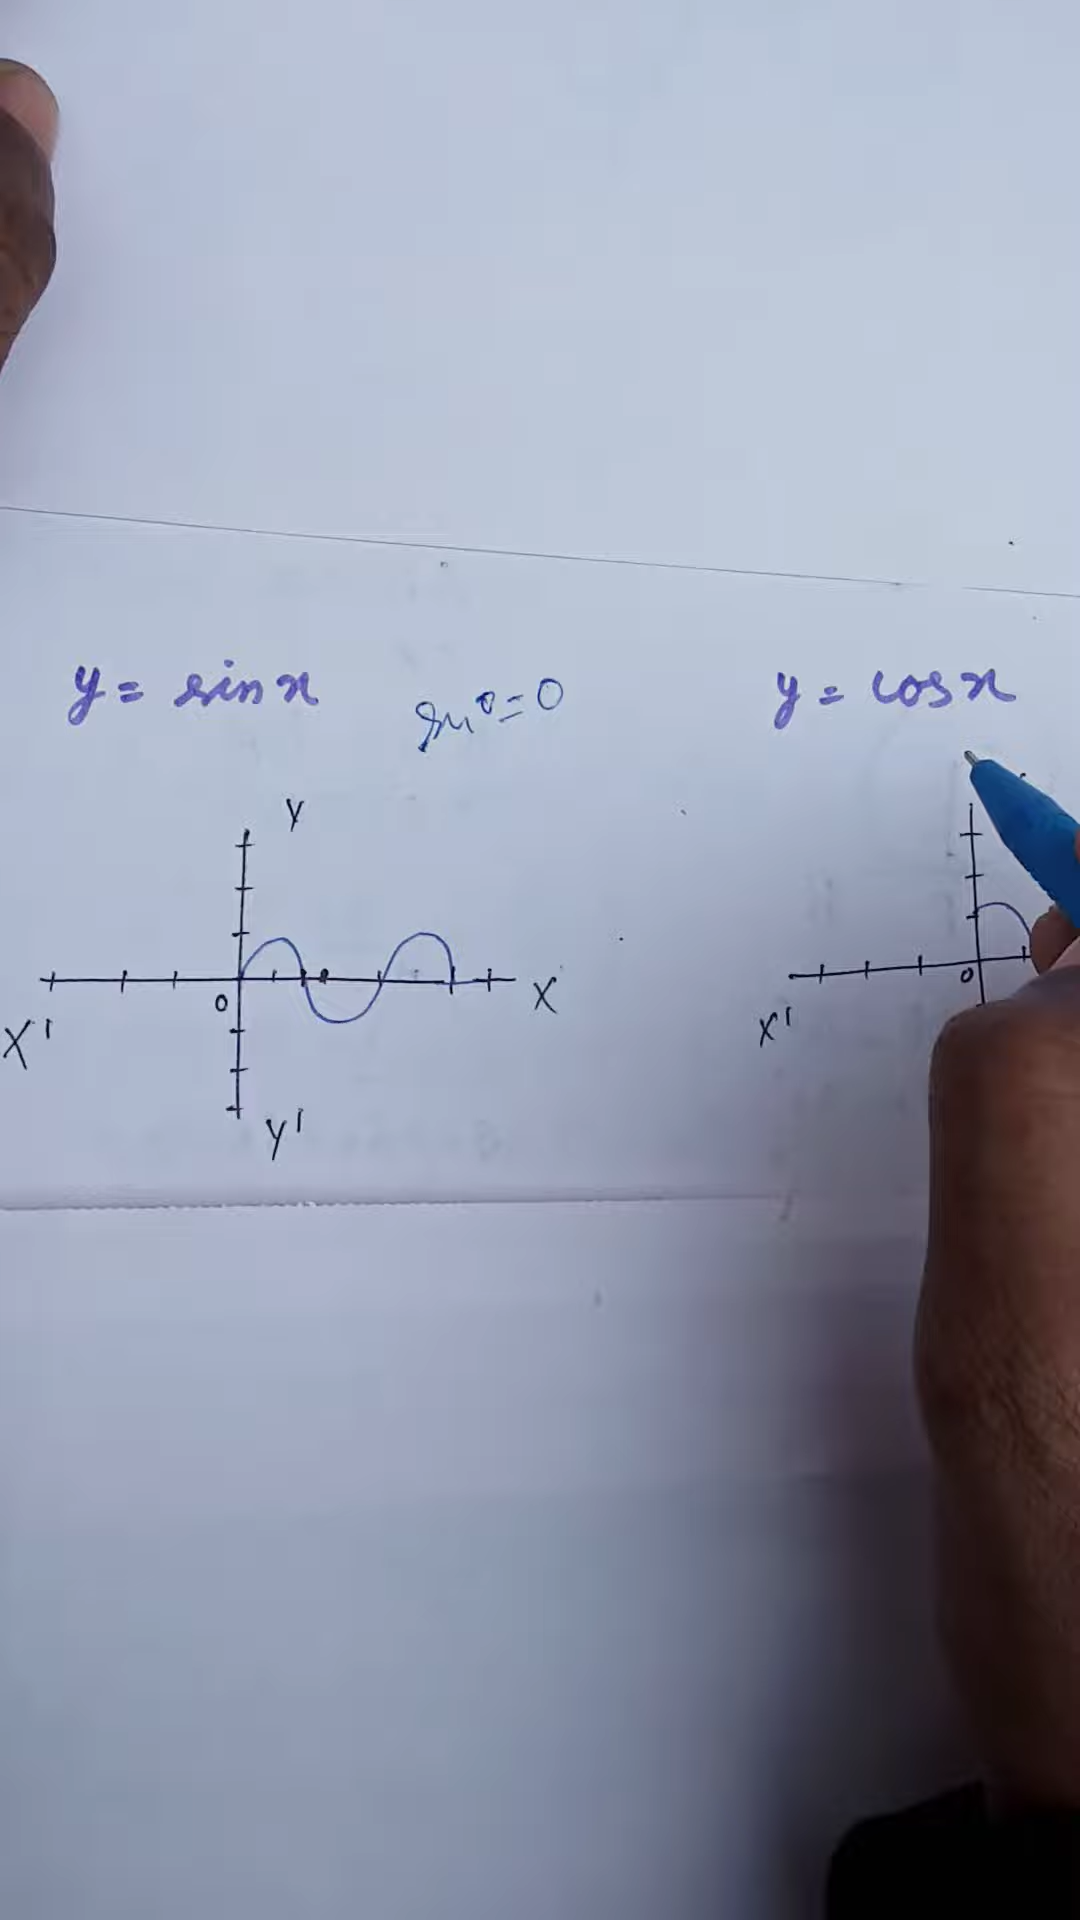 y = sin x
sin 0 = 0
Y
0
X
X'
Y'
y = cos x
0
X'